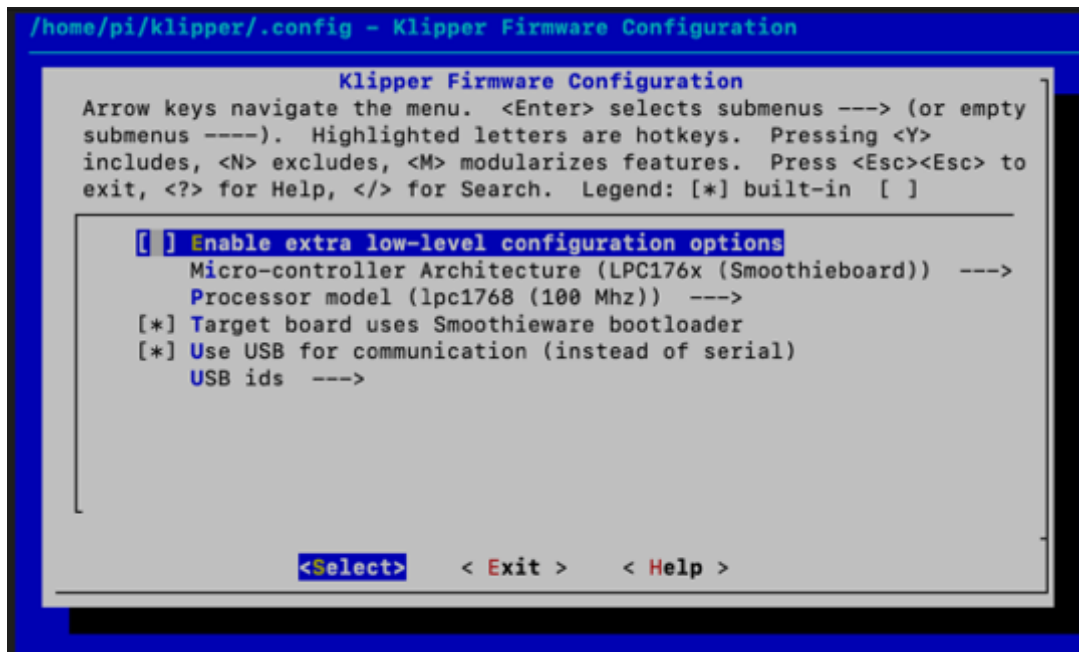 /home/pi/klipper/.config – Klipper Firmware Configuration
Klipper Firmware Configuration
Arrow keys navigate the menu. <Enter> selects submenus ---> (or empty
submenus ----). Highlighted letters are hotkeys. Pressing <Y>
includes, <N> excludes, <M> modularizes features. Press <Esc><Esc> to
exit, <?> for Help, </> for Search. Legend: [*] built-in [ ]
[ ] Enable extra low-level configuration options
Micro-controller Architecture (LPC176x (Smoothieboard)) --->
Processor model (lpc1768 (100 Mhz)) --->
[*] Target board uses Smoothieware bootloader
[*] Use USB for communication (instead of serial)
USB ids --->
<Select> < Exit > < Help >